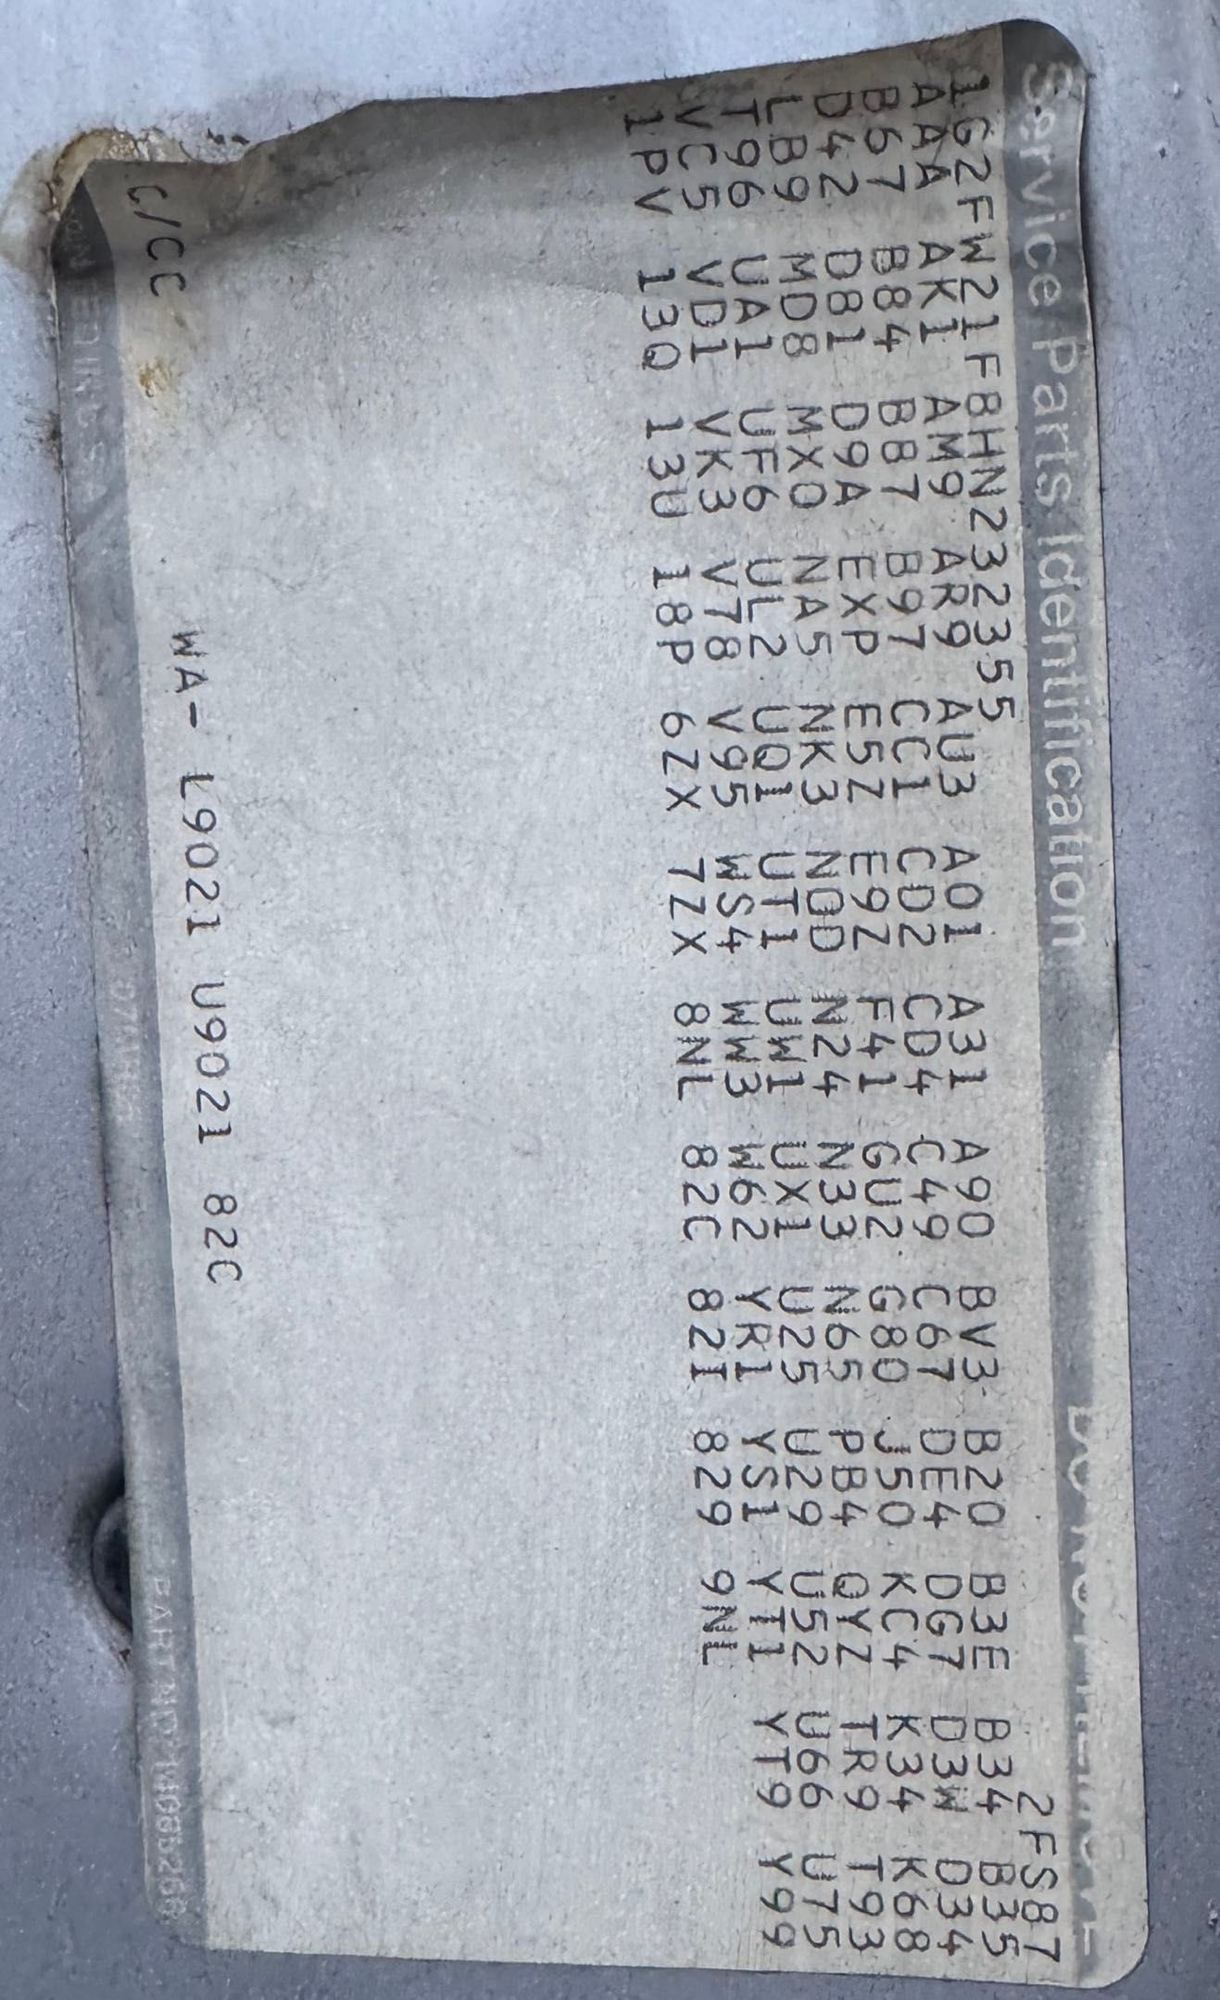 Service Parts Identification DO NOT REMOVE
1G2FW21F8HN232355 2FS87
AAA AK1 AM9 AR9 AU3 A01 A31 A90 BV3 B20 B3E B34 B35
B57 B84 B87 B97 CC1 CD2 CD4 C49 C67 DE4 DG7 D3W D34
D42 D81 D9A EXP E5Z E9Z F41 GU2 G80 J50 KC4 K34 K68
LB9 MD8 MX0 NA5 NK3 NOD N24 N33 N65 PB4 QYZ TR9 T93
T96 UA1 UF6 UL2 UQ1 UT1 UW1 UX1 U25 U29 U52 U66 U75
VC5 VD1 VK3 V78 V95 WS4 WW3 W62 YR1 YS1 YT1 YT9 Y99
1PV 13Q 13U 18P 6ZX 7ZX 8NL 82C 82I 829 9NL
WA- L9021 U9021 82C
C/CC